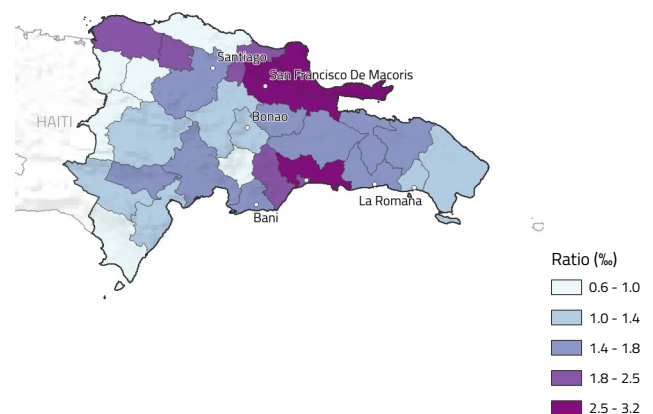 Santiago
San Francisco De Macoris
HAITI
Bonao
La Romana
Bani
Ratio (‰)
0.6 - 1.0
1.0 - 1.4
1.4 - 1.8
1.8 - 2.5
2.5 - 3.2